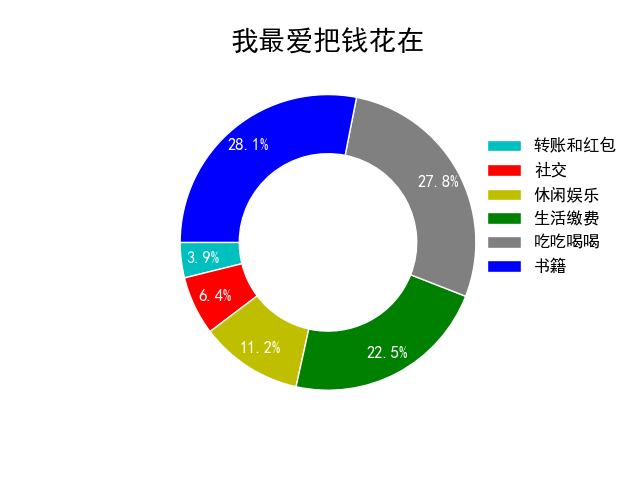 我最爱把钱花在
28.1%
27.8%
3.9%
6.4%
11.2%
22.5%
转账和红包
社交
休闲娱乐
生活缴费
吃吃喝喝
书籍